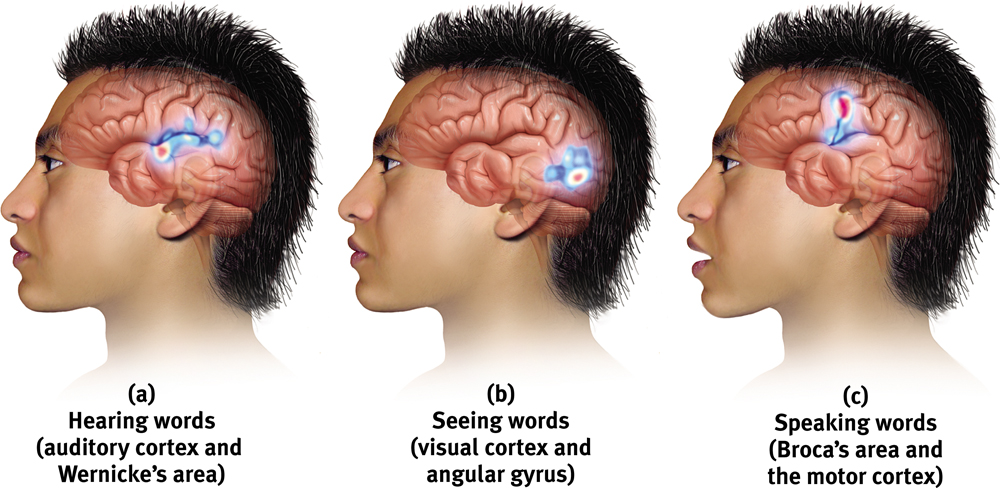 (a)
Hearing words
(auditory cortex and
Wernicke’s area)
(b)
Seeing words
(visual cortex and
angular gyrus)
(c)
Speaking words
(Broca’s area and
the motor cortex)